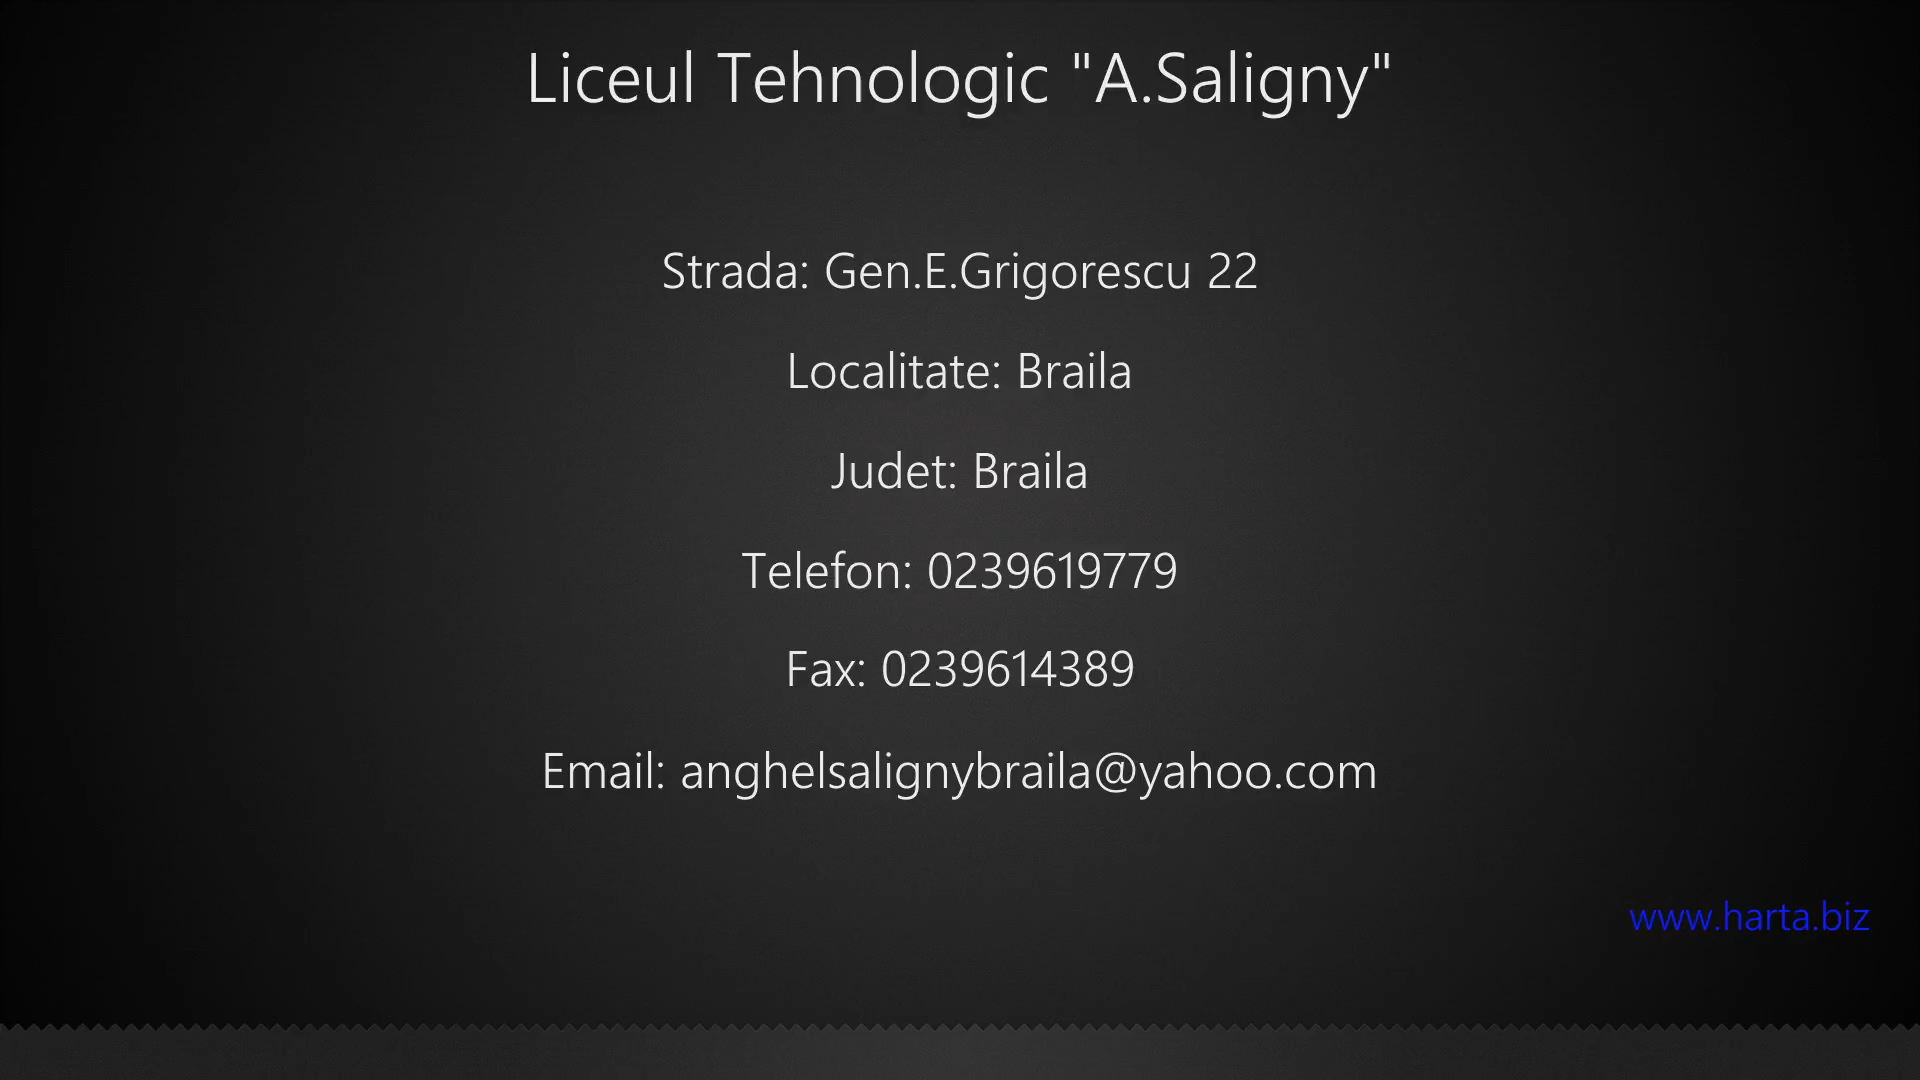 Liceul Tehnologic "A.Saligny"
Strada: Gen.E.Grigorescu 22
Localitate: Braila
Judet: Braila
Telefon: 0239619779
Fax: 0239614389
Email: anghelsalignybraila@yahoo.com
www.harta.biz